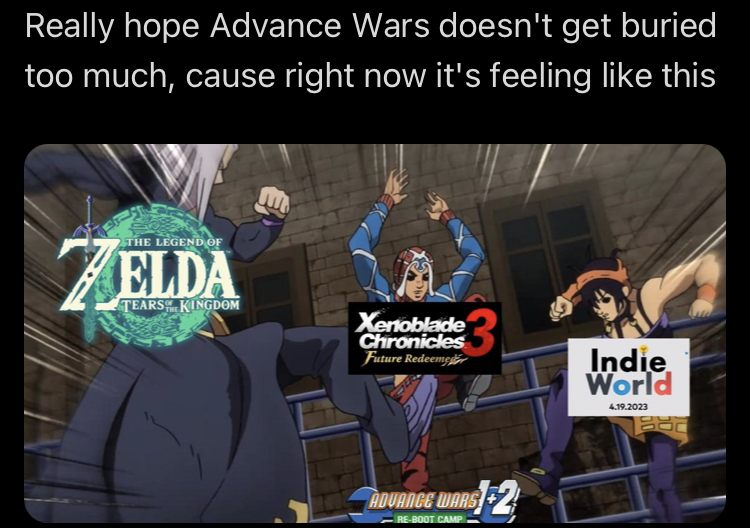 Really hope Advance Wars doesn't get buried
too much, cause right now it's feeling like this
THE LEGEND OF
ZELDA
TEARS OF THE KINGDOM
Xenoblade
Chronicles 3
Future Redeemed
Indie
World
4.19.2023
ADVANCE WARS 1+2
RE-BOOT CAMP